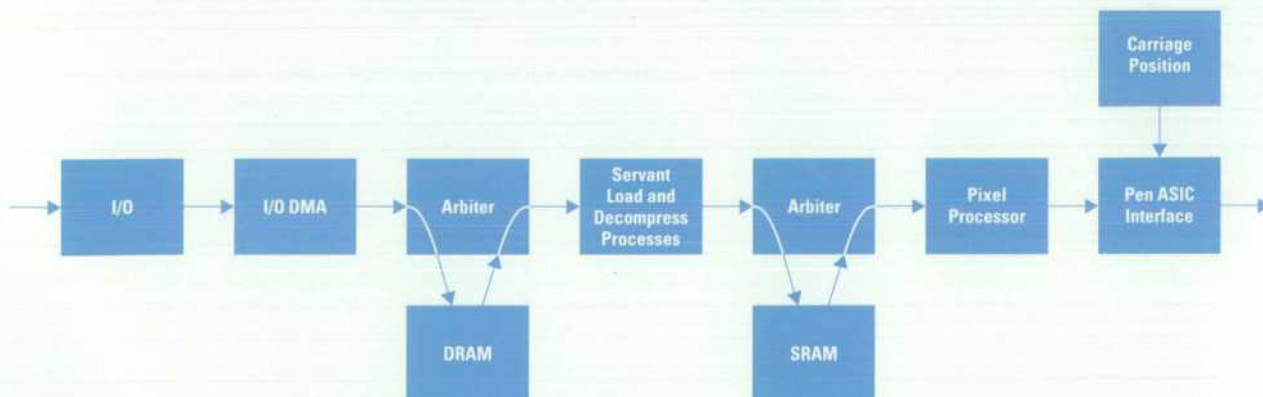 Carriage
Position
I/O
I/O DMA
Arbiter
Servant
Load and
Decompress
Processes
Arbiter
Pixel
Processor
Pen ASIC
Interface
DRAM
SRAM